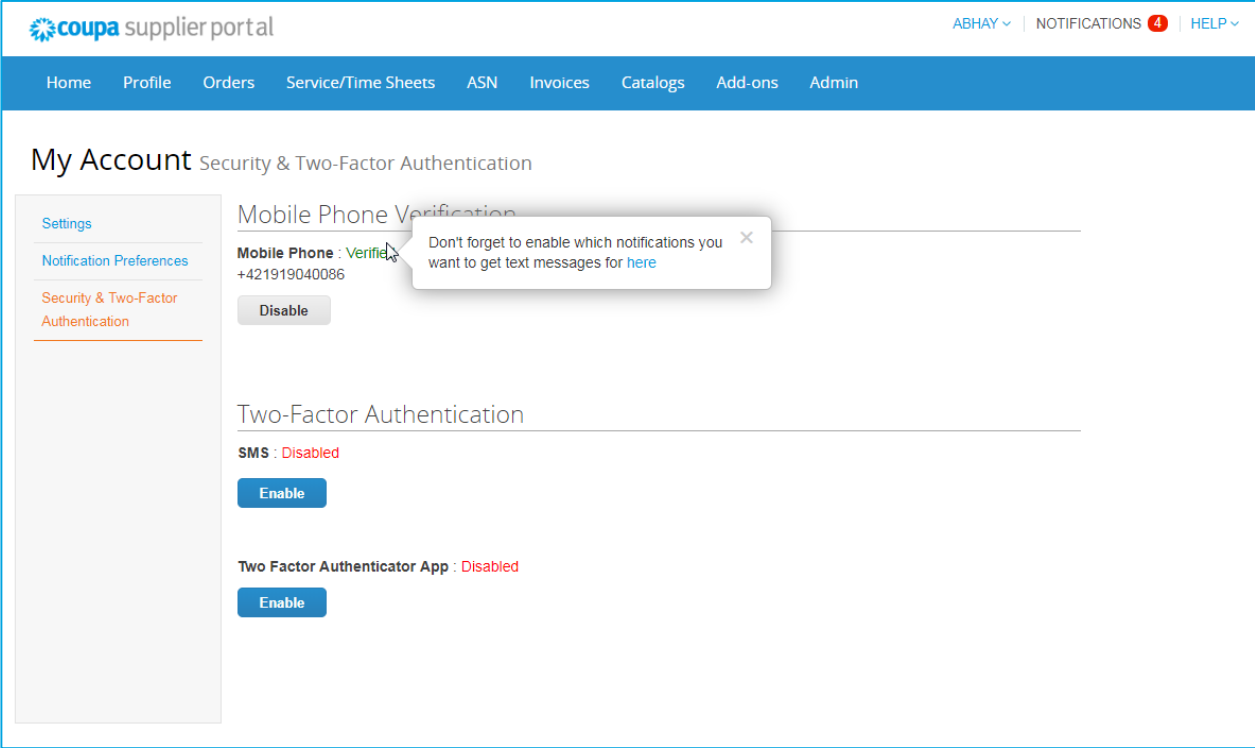 coupa supplier portal
ABHAY NOTIFICATIONS 4 HELP
Home Profile Orders Service/Time Sheets ASN Invoices Catalogs Add-ons Admin
My Account Security & Two-Factor Authentication
Settings
Notification Preferences
Security & Two-Factor
Authentication
Mobile Phone Verification
Mobile Phone : Verified
+421919040086
Don't forget to enable which notifications you
want to get text messages for here
Disable
Two-Factor Authentication
SMS : Disabled
Enable
Two Factor Authenticator App : Disabled
Enable